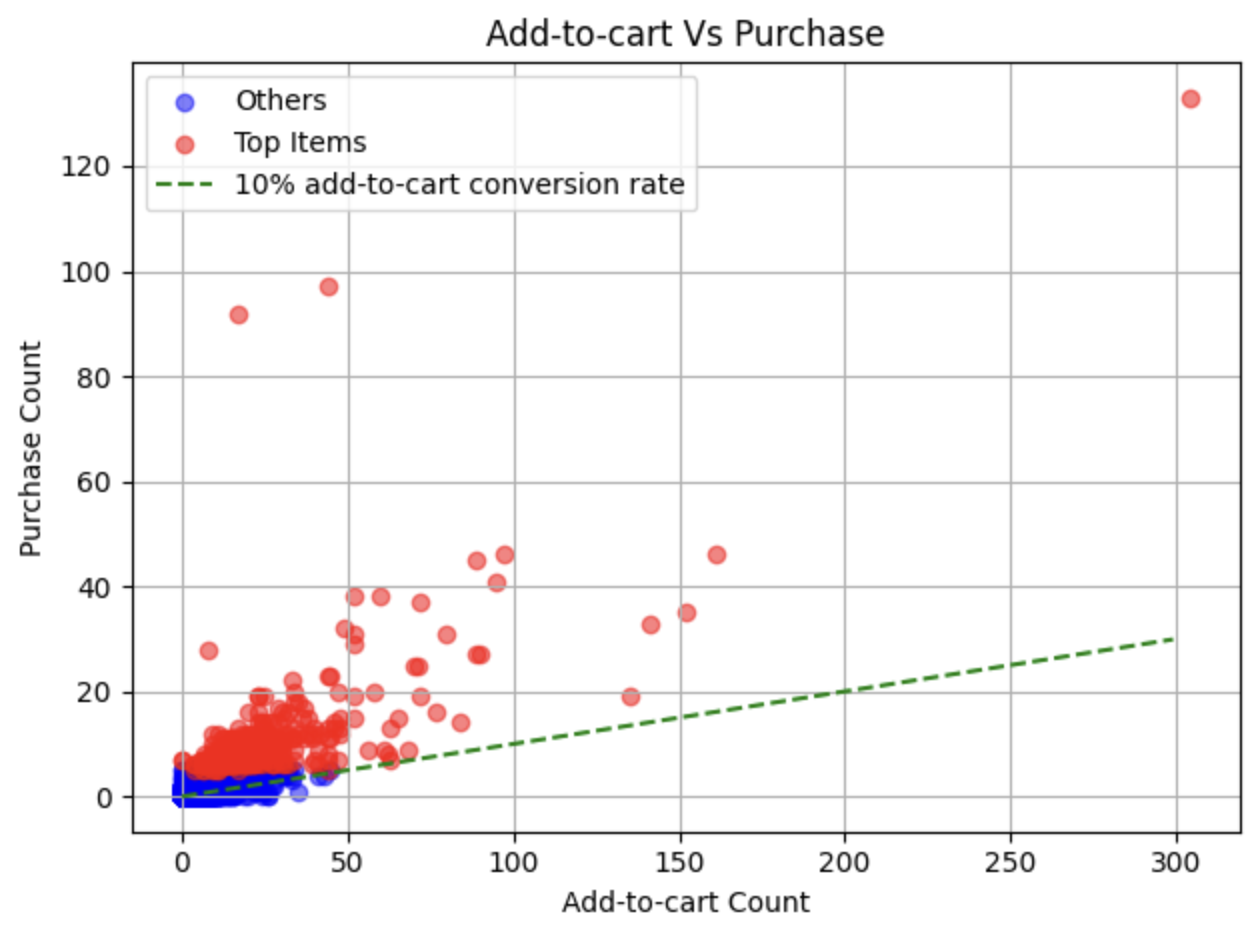 Add-to-cart Vs Purchase
Others
Top Items
10% add-to-cart conversion rate
120
100
80
60
40
20
0
Purchase Count
0 50 100 150 200 250 300
Add-to-cart Count